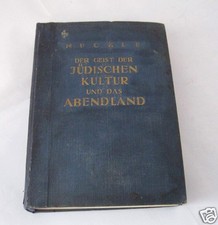 DER GEIST DER
JÜDISCHEN
KULTUR
UND DAS
ABENDLAND